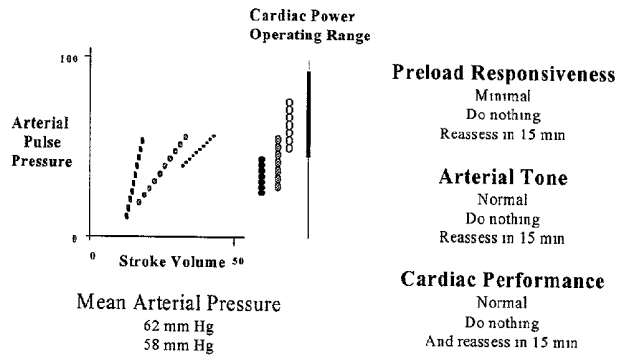 Cardiac Power
Operating Range
100
Arterial
Pulse
Pressure
0
0
Stroke Volume
50
Mean Arterial Pressure
62 mm Hg
58 mm Hg
Preload Responsiveness
Minimal
Do nothing
Reassess in 15 min
Arterial Tone
Normal
Do nothing
Reassess in 15 min
Cardiac Performance
Normal
Do nothing
And reassess in 15 min